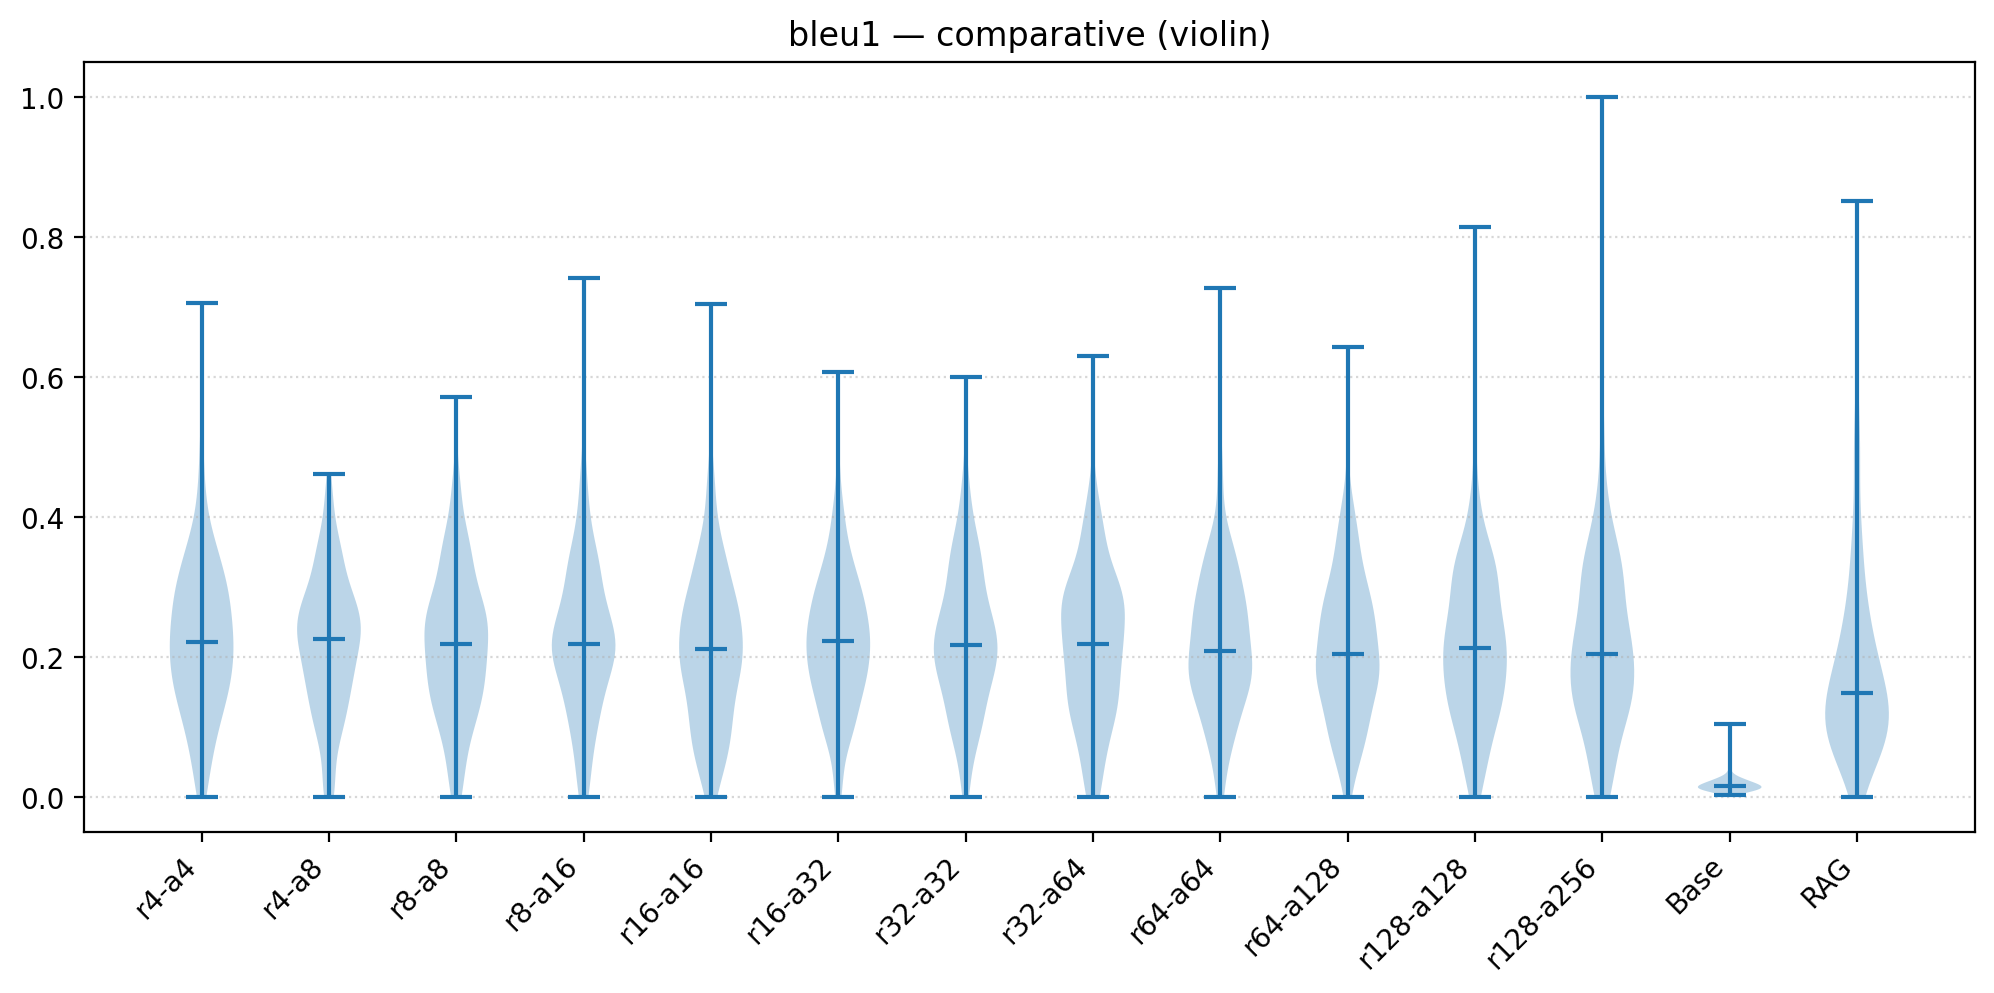 bleu1 — comparative (violin)
1.0
0.8
0.6
0.4
0.2
0.0
r4-a4
r4-a8
r8-a8
r8-a16
r16-a16
r16-a32
r32-a32
r32-a64
r64-a64
r64-a128
r128-a128
r128-a256
Base
RAG